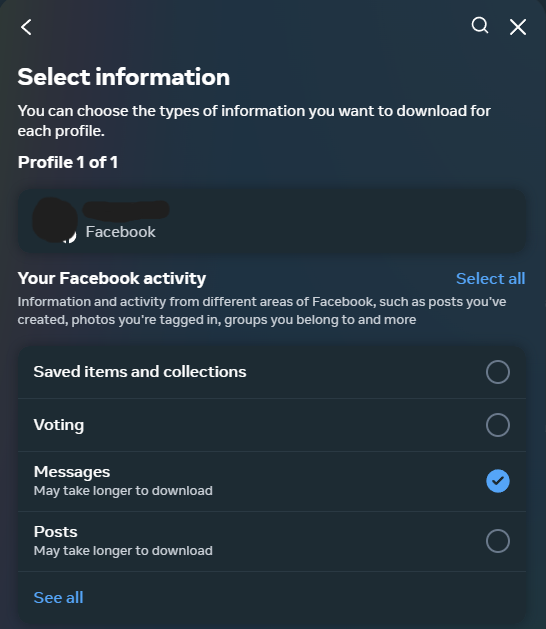 Select information
You can choose the types of information you want to download for
each profile.
Profile 1 of 1
Facebook
Your Facebook activity
Select all
Information and activity from different areas of Facebook, such as posts you've
created, photos you're tagged in, groups you belong to and more
Saved items and collections
Voting
Messages
May take longer to download
Posts
May take longer to download
See all